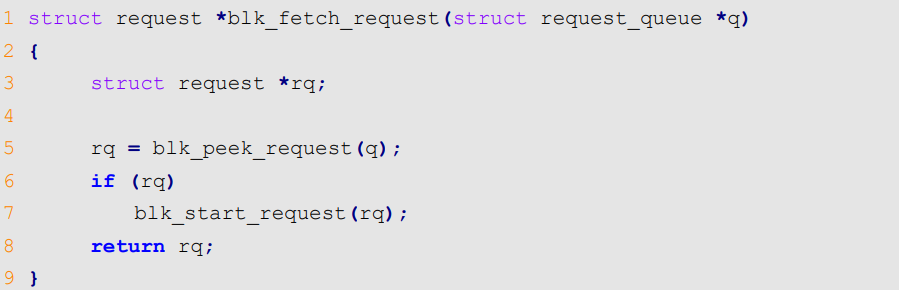 1 struct request *blk_fetch_request(struct request_queue *q)
2 {
3     struct request *rq;
4
5     rq = blk_peek_request(q);
6     if (rq)
7         blk_start_request(rq);
8     return rq;
9 }